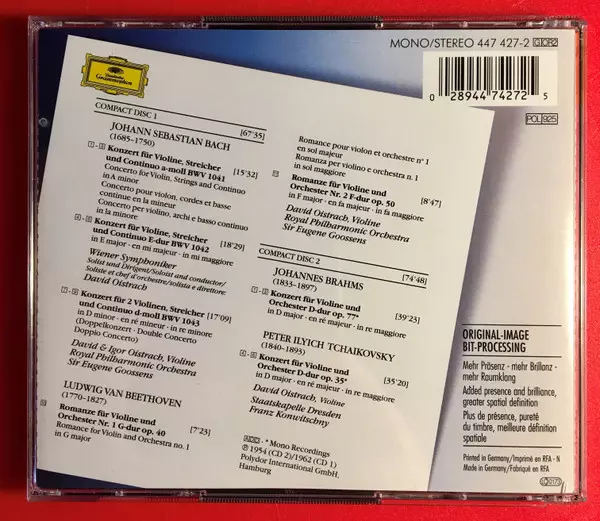 MONO/STEREO 447 427-2 GOR2
0 28944 74272 5
POL 925
Deutsche
Grammophon
COMPACT DISC 1 [67'35]
JOHANN SEBASTIAN BACH
(1685–1750)
1 - 3 Konzert für Violine, Streicher [15'32]
und Continuo a-moll BWV 1041
Concerto for Violin, Strings and Continuo
in A minor
Concerto pour violon, cordes et basse
continue en la mineur
Concerto per violino, archi e basso continuo
in la minore
4 - 6 Konzert für Violine, Streicher [18'29]
und Continuo E-dur BWV 1042
in E major · en mi majeur · in mi maggiore
Wiener Symphoniker
Solist und Dirigent/Soloist and conductor/
Soliste et chef d'orchestre/solista e direttore:
David Oistrach
7 - 9 Konzert für 2 Violinen, Streicher [17'09]
und Continuo d-moll BWV 1043
in D minor · en ré mineur · in re minore
(Doppelkonzert · Double Concerto
Doppio Concerto)
David & Igor Oistrach, Violine
Royal Philharmonic Orchestra
Sir Eugene Goossens
LUDWIG VAN BEETHOVEN
(1770–1827)
Romanze für Violine und [7'23]
Orchester Nr. 1 G-dur op. 40
Romance for Violin and Orchestra no. 1
in G major
Romance pour violon et orchestre n° 1
en sol majeur
Romanza per violino e orchestra n. 1
in sol maggiore
Romanze für Violine und [8'47]
Orchester Nr. 2 F-dur op. 50
in F major · en fa majeur · in fa maggiore
David Oistrach, Violine
Royal Philharmonic Orchestra
Sir Eugene Goossens
COMPACT DISC 2 [74'48]
JOHANNES BRAHMS
(1833–1897)
1 - 3 Konzert für Violine und [39'23]
Orchester D-dur op. 77*
in D major · en ré majeur · in re maggiore
PETER ILYICH TCHAIKOVSKY
(1840–1893)
4 - 6 Konzert für Violine und [35'20]
Orchester D-dur op. 35*
in D major · en ré majeur · in re maggiore
David Oistrach, Violine
Staatskapelle Dresden
Franz Konwitschny
ADD · * Mono Recordings
℗ 1954 (CD 2)/1962 (CD 1)
Polydor International GmbH,
Hamburg
ORIGINAL-IMAGE
BIT-PROCESSING
Mehr Präsenz - mehr Brillanz -
mehr Raumklang
Added presence and brilliance,
greater spatial definition
Plus de présence, pureté
du timbre, meilleure définition
spatiale
Printed in Germany/Imprimé en RFA - N
Made in Germany/Fabriqué en RFA